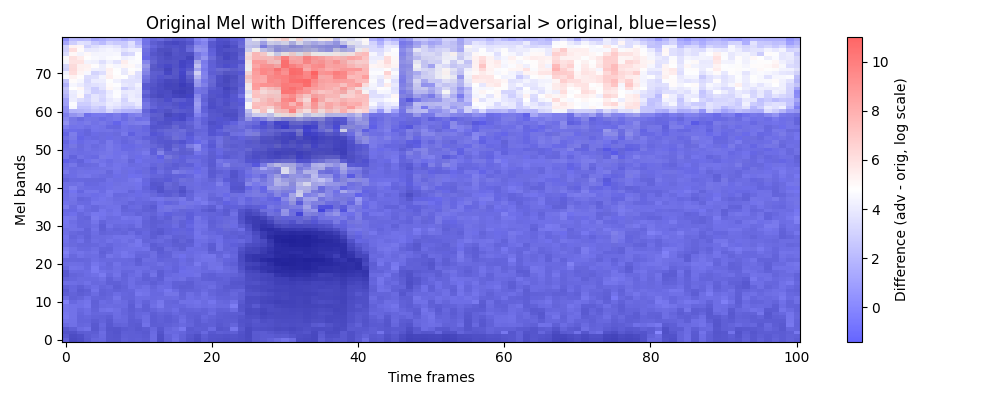 Original Mel with Differences (red=adversarial > original, blue=less)
Mel bands
70
60
50
40
30
20
10
0
0 20 40 60 80 100
Time frames
10
8
6
4
2
0
Difference (adv - orig, log scale)